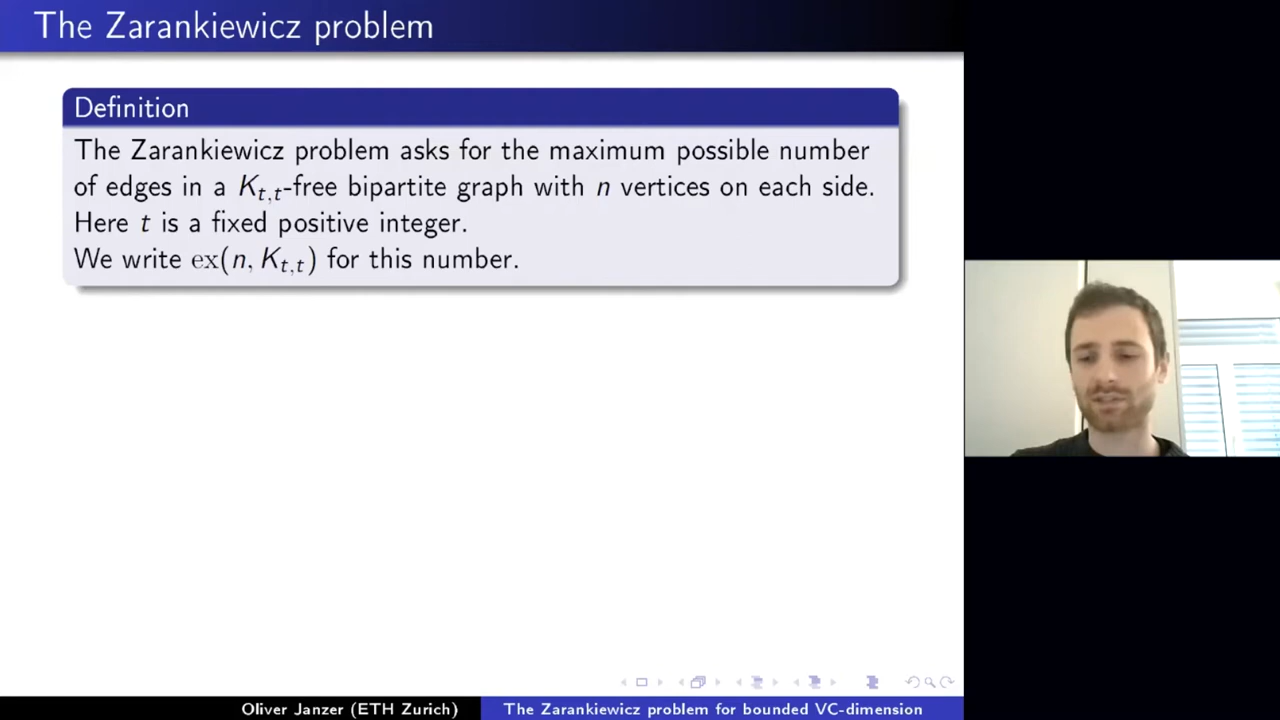 The Zarankiewicz problem
Definition
The Zarankiewicz problem asks for the maximum possible number
of edges in a K_{t,t}-free bipartite graph with n vertices on each side.
Here t is a fixed positive integer.
We write ex(n, K_{t,t}) for this number.
Oliver Janzer (ETH Zurich)
The Zarankiewicz problem for bounded VC-dimension